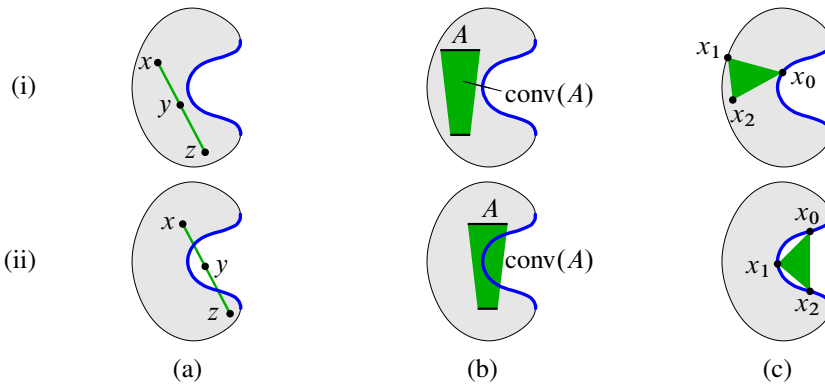 (i)
x
y
z
A
conv(A)
x₁
x₀
x₂
(ii)
x
y
z
A
conv(A)
x₀
x₁
x₂
(a) (b) (c)